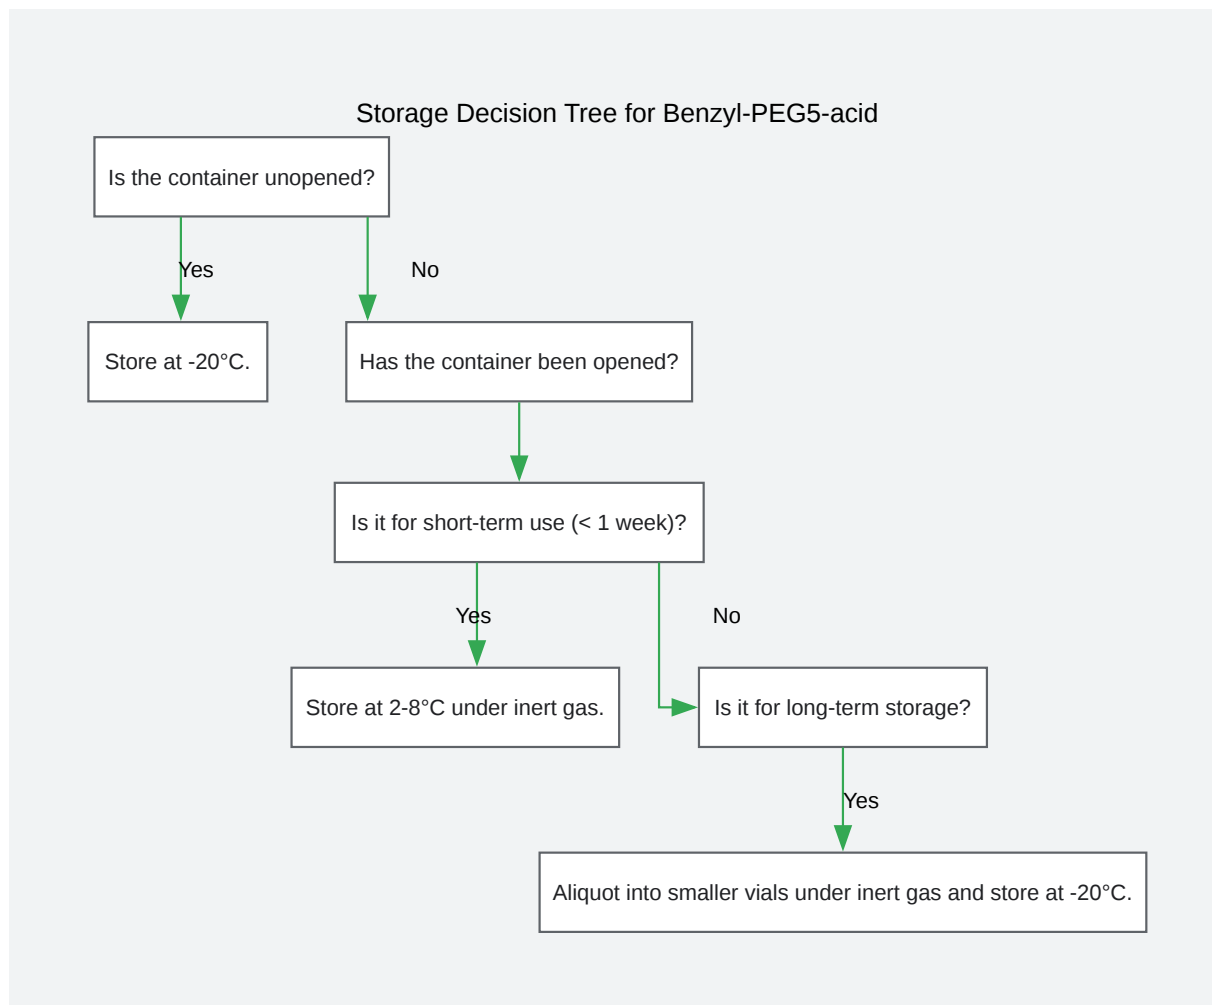 Storage Decision Tree for Benzyl-PEG5-acid
Is the container unopened?
Yes
No
Store at -20°C.
Has the container been opened?
Is it for short-term use (< 1 week)?
Yes
No
Store at 2-8°C under inert gas.
Is it for long-term storage?
Yes
Aliquot into smaller vials under inert gas and store at -20°C.